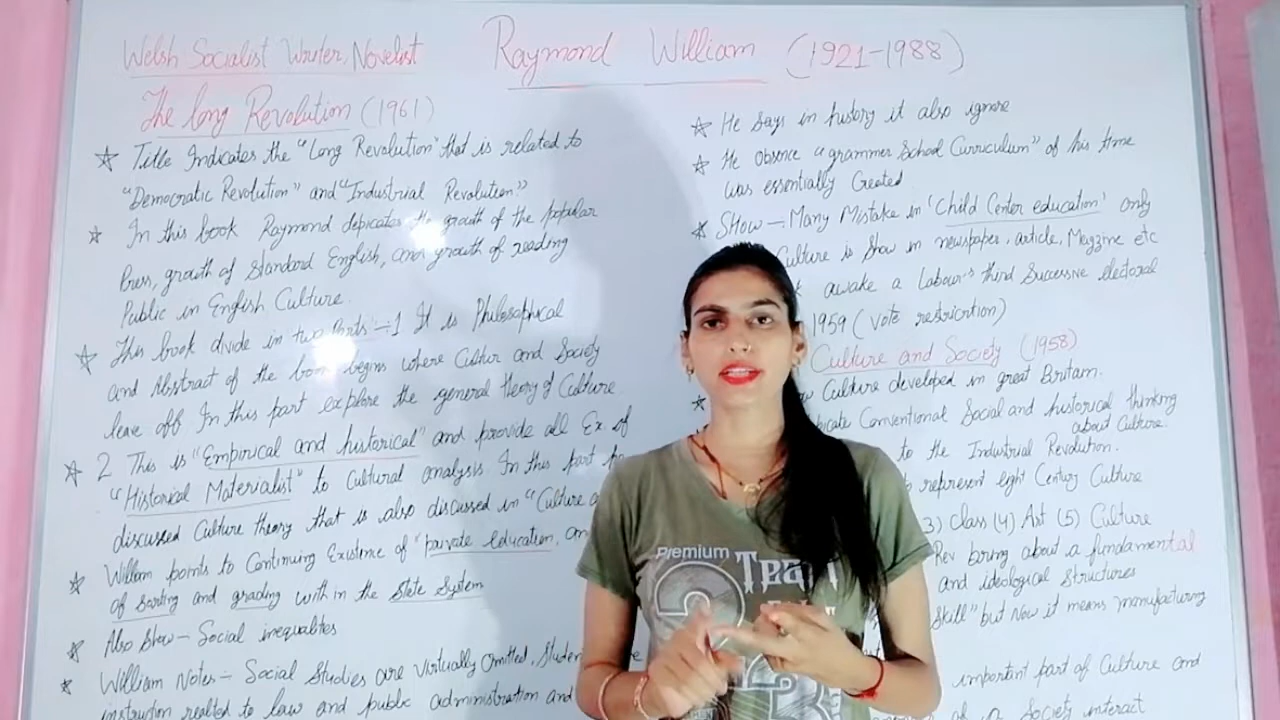 Welsh Socialist Writer, Novelist
Raymond William (1921-1988)
The long Revolution (1961)
Title Indicates the "Long Revolution" that is related to
"Democratic Revolution" and "Industrial Revolution"
In this book Raymond depicates the growth of the popular
Press, growth of Standard English, and growth of reading
Public in English Culture.
This book divide in two Parts :- 1 It is Philosophical
and Abstract of the book begins where Cultur and Society
leave off In this part explore the general theory of Culture
2 This is "Empirical and historical" and provide all Ex of
"Historical Materialist" to Cultural analysis. In this part
discussed Culture theory that is also discussed in "Culture
William points to Continuing Existime of "private education, an
of Sorting and grading with in the State System
Also Show - Social inequalites
William Notes:- Social Studies are Virtually Omitted, Studen
instruction realted to law and public administration and
He Says in history it also ignore
He Obsence "grammer School Curriculum" of his time
was essentially Created
Show - Many Mistake in 'Child Center education' only
Culture is Show in newspaper, article, Megzine etc
awake a Labour's third Successive electoral
1959 (Vote restriction)
Culture and Society (1958)
Culture developed in great Britam.
icate Conventional Social and historical thinking
about Culture.
to the Industrial Revolution.
represent eight Century Culture
3) Class (4) Art (5) Culture
Rev bring about a fundamental
and ideological Structures
Skill" but Now it means manufacturing
important part of Culture and
of a Society interact
Premium